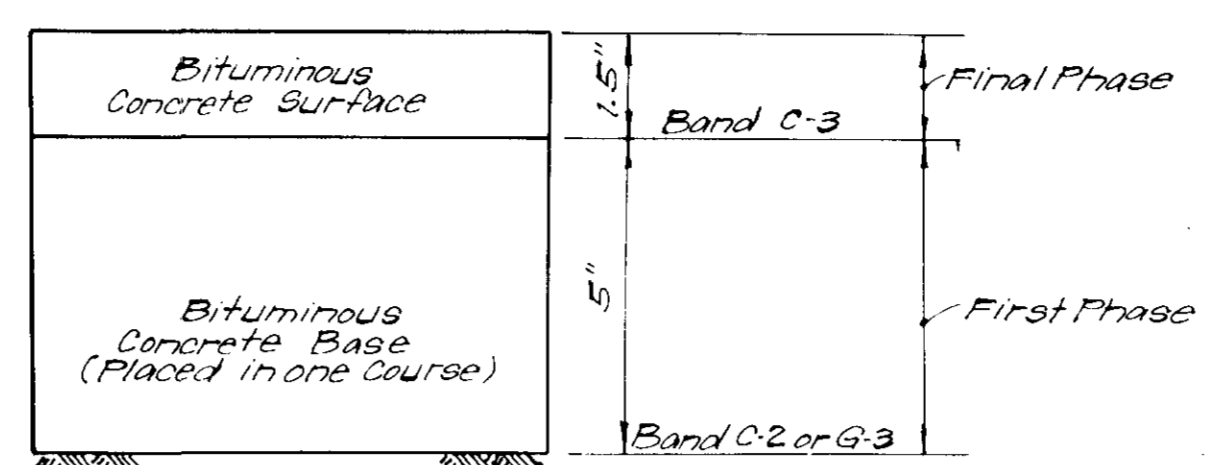 Bituminous
Concrete Surface
1.5"
Band C-3
Final Phase
Bituminous
Concrete Base
(Placed in one Course)
5"
First Phase
Band C-2 or G-3